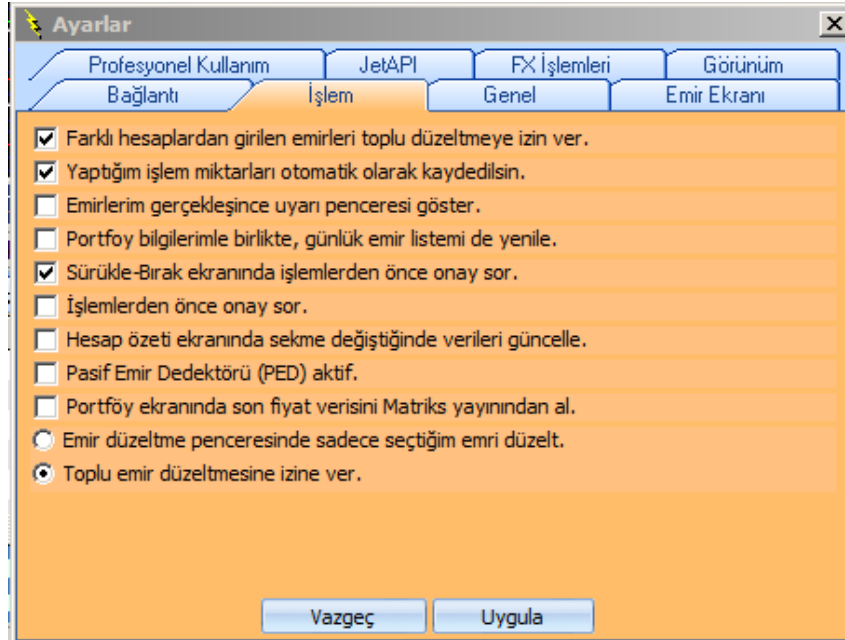 Ayarlar
Profesyonel Kullanım JetAPI FX İşlemleri Görünüm
Bağlantı İşlem Genel Emir Ekranı
Farklı hesaplardan girilen emirleri toplu düzeltmeye izin ver.
Yaptığım işlem miktarları otomatik olarak kaydedilsin.
Emirlerim gerçekleşince uyarı penceresi göster.
Portfoy bilgilerimle birlikte, günlük emir listemi de yenile.
Sürükle-Bırak ekranında işlemlerden önce onay sor.
İşlemlerden önce onay sor.
Hesap özeti ekranında sekme değiştiğinde verileri güncelle.
Pasif Emir Dedektörü (PED) aktif.
Portföy ekranında son fiyat verisini Matriks yayınından al.
Emir düzeltme penceresinde sadece seçtiğim emri düzelt.
Toplu emir düzeltmesine izine ver.
Vazgeç Uygula